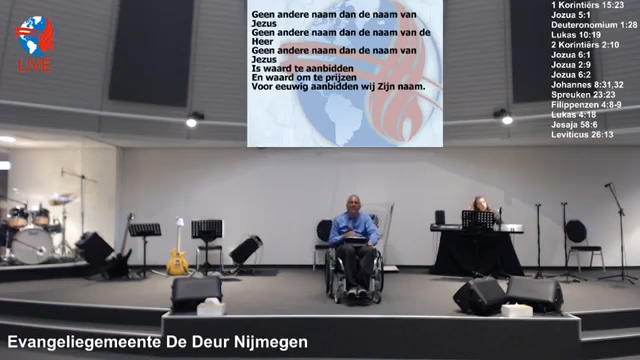 LIVE
Geen andere naam dan de naam van
Jezus
Geen andere naam dan de naam van de
Heer
Geen andere naam dan de naam van
Jezus
Is waard te aanbidden
En waard om te prijzen
Voor eeuwig aanbidden wij Zijn naam.
1 Korintiërs 15:23
Jozua 5:1
Deuteronomium 1:28
Lukas 10:19
2 Korintiërs 2:10
Jozua 6:1
Jozua 2:9
Jozua 6:2
Johannes 8:31,32
Spreuken 23:23
Filippenzen 4:8-9
Lukas 4:18
Jesaja 58:6
Leviticus 26:13
Evangeliegemeente De Deur Nijmegen